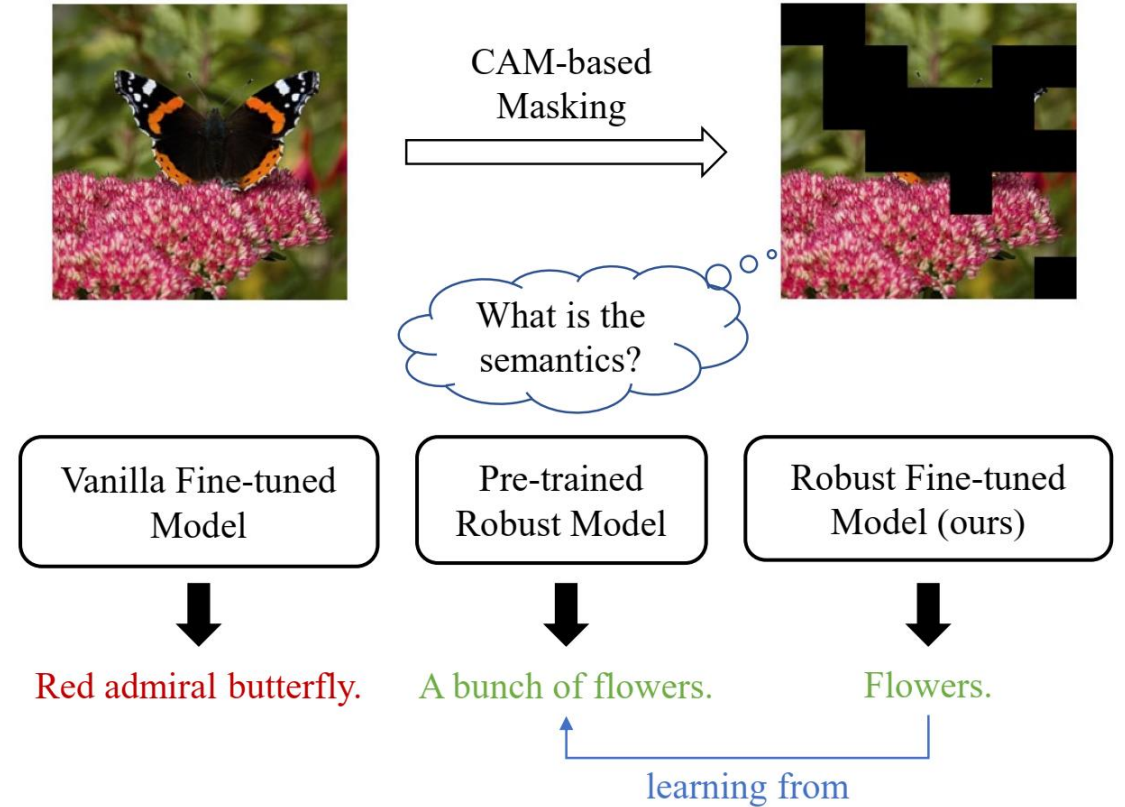 CAM-based
Masking
What is the
semantics?
Vanilla Fine-tuned
Model
Pre-trained
Robust Model
Robust Fine-tuned
Model (ours)
Red admiral butterfly.
A bunch of flowers.
Flowers.
learning from